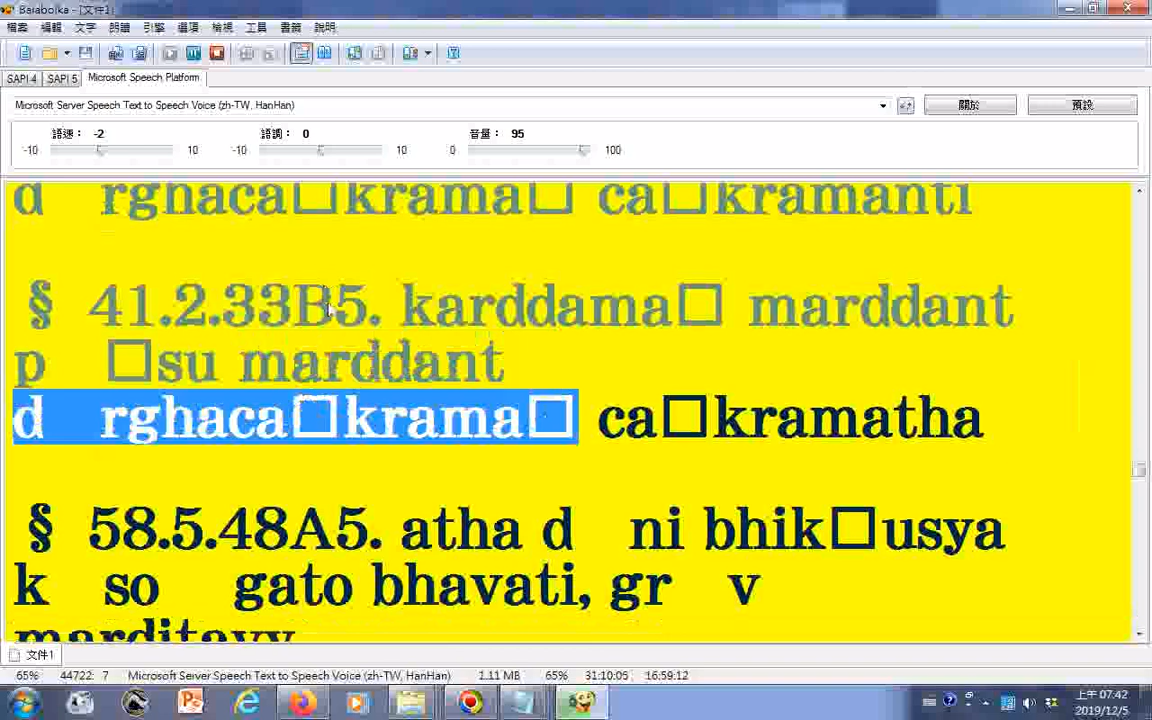 Balabolka - [文件1]
檔案 編輯 文字 朗讀 引擎 選項 檢視 工具 書籤 說明
SAPI 4 SAPI 5 Microsoft Speech Platform
Microsoft Server Speech Text to Speech Voice (zh-TW, HanHan) 關於 預設
語速： -2 語調： 0 音量： 95
-10 10 -10 10 0 100
d rghaca□krama□ ca□kramanti
§ 41.2.33B5. karddama□ marddant
p □su marddant
d rghaca□krama□ ca□kramatha
§ 58.5.48A5. atha d ni bhik□usya
k so gato bhavati, gr v
marditavy
文件1
65% 44722: 7 Microsoft Server Speech Text to Speech Voice (zh-TW, HanHan) 1.11 MB 65% 31:10:05 16:59:12
上午 07:42
2019/12/5